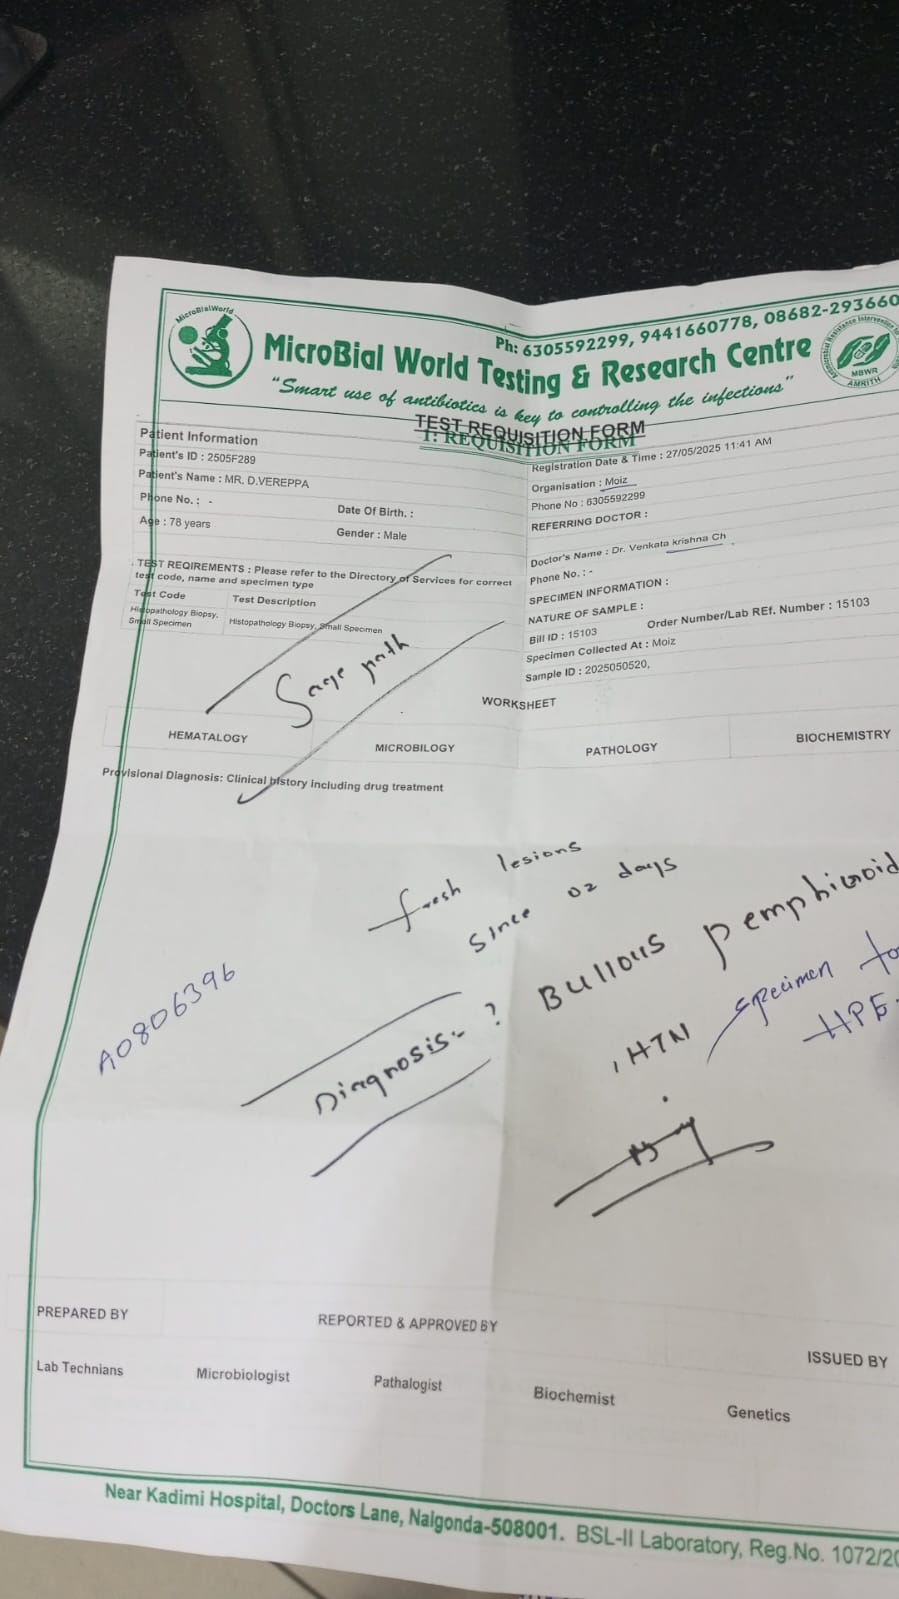 MicroBialWorld
Ph: 6305592299, 9441660778, 08682-293660
MicroBial World Testing & Research Centre
"Smart use of antibiotics is key to controlling the infections"
MBWR
AMRITH
TEST REQUISITION FORM
REQUISITION FORM
Patient Information
Patient's ID : 2505F289
Patient's Name : MR. D.VEREPPA
Phone No. : -
Date Of Birth. :
Age : 78 years
Gender : Male
Registration Date & Time : 27/05/2025 11:41 AM
Organisation : Moiz
Phone No : 6305592299
REFERRING DOCTOR :
Doctor's Name : Dr. Venkata krishna Ch
Phone No. : -
TEST REQIREMENTS : Please refer to the Directory of Services for correct
test code, name and specimen type
Test Code
Test Description
Histopathology Biopsy,
Small Specimen
Histopathology Biopsy, Small Specimen
SPECIMEN INFORMATION :
NATURE OF SAMPLE :
Bill ID : 15103
Order Number/Lab REf. Number : 15103
Specimen Collected At : Moiz
Sample ID : 2025050520,
Sage path
WORKSHEET
HEMATALOGY
MICROBILOGY
PATHOLOGY
BIOCHEMISTRY
Provisional Diagnosis: Clinical history including drug treatment
fresh lesions
since 02 days
A0806396
Diagnosis:- ? Bullous pemphigoid
, HTN
specimen for
HPE.
PREPARED BY
REPORTED & APPROVED BY
ISSUED BY
Lab Technians
Microbiologist
Pathalogist
Biochemist
Genetics
Near Kadimi Hospital, Doctors Lane, Nalgonda-508001. BSL-II Laboratory, Reg.No. 1072/20